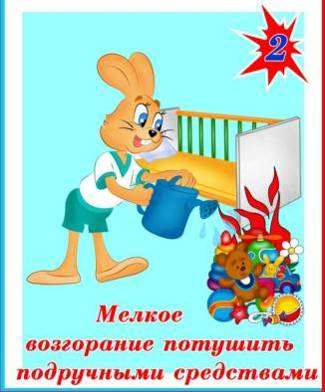 2
Мелкое
возгорание потушить
подручными средствами